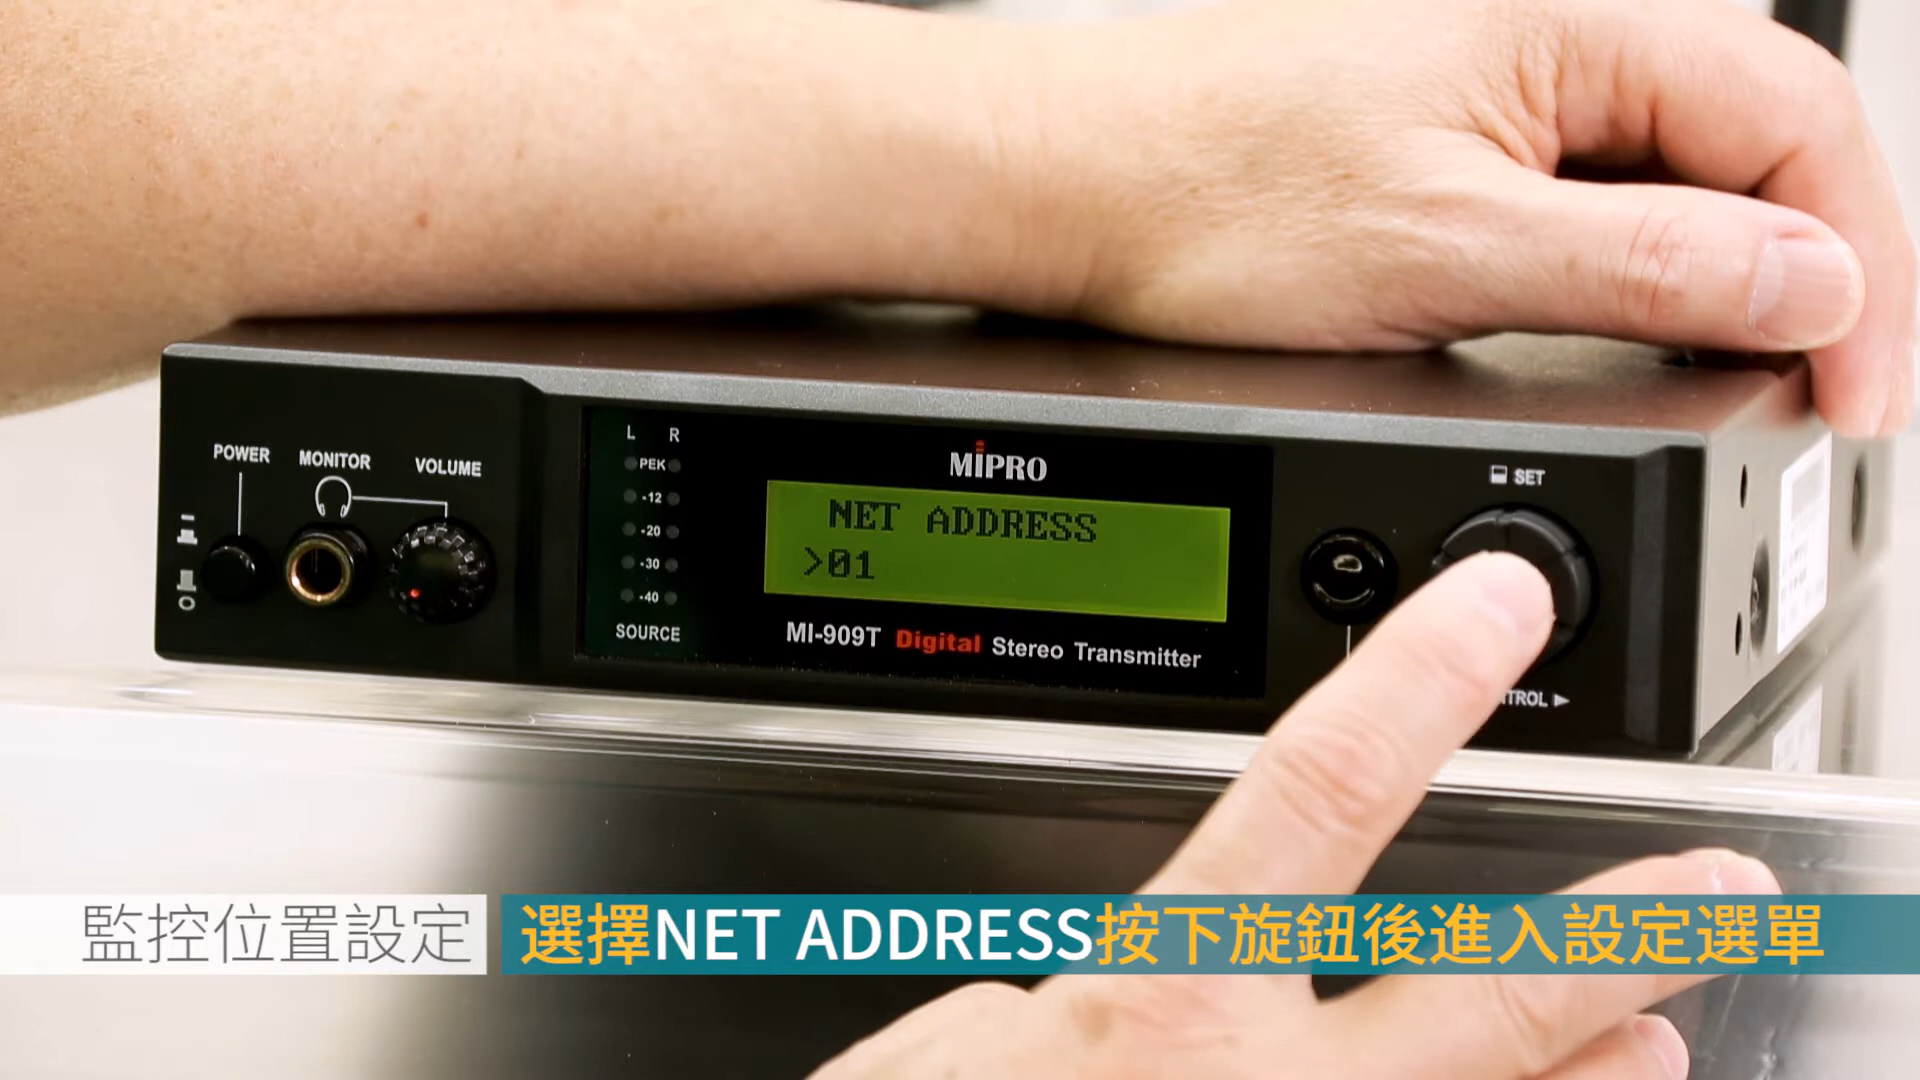 POWER
MONITOR
VOLUME
L R
PEK
-12
-20
-30
-40
SOURCE
MIPRO
NET ADDRESS
>01
MI-909T Digital Stereo Transmitter
SET
監控位置設定
選擇NET ADDRESS按下旋鈕後進入設定選單